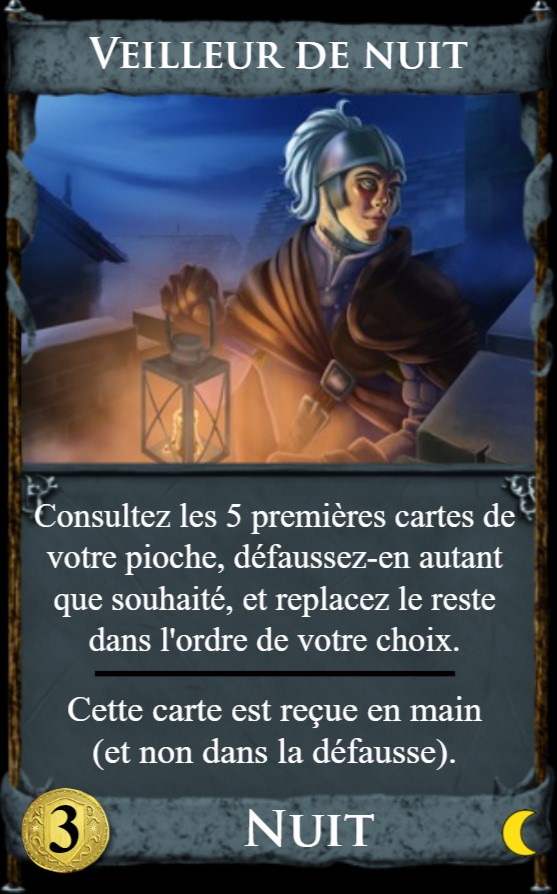 Veilleur de nuit
Consultez les 5 premières cartes de
votre pioche, défaussez-en autant
que souhaité, et replacez le reste
dans l'ordre de votre choix.
Cette carte est reçue en main
(et non dans la défausse).
3 Nuit